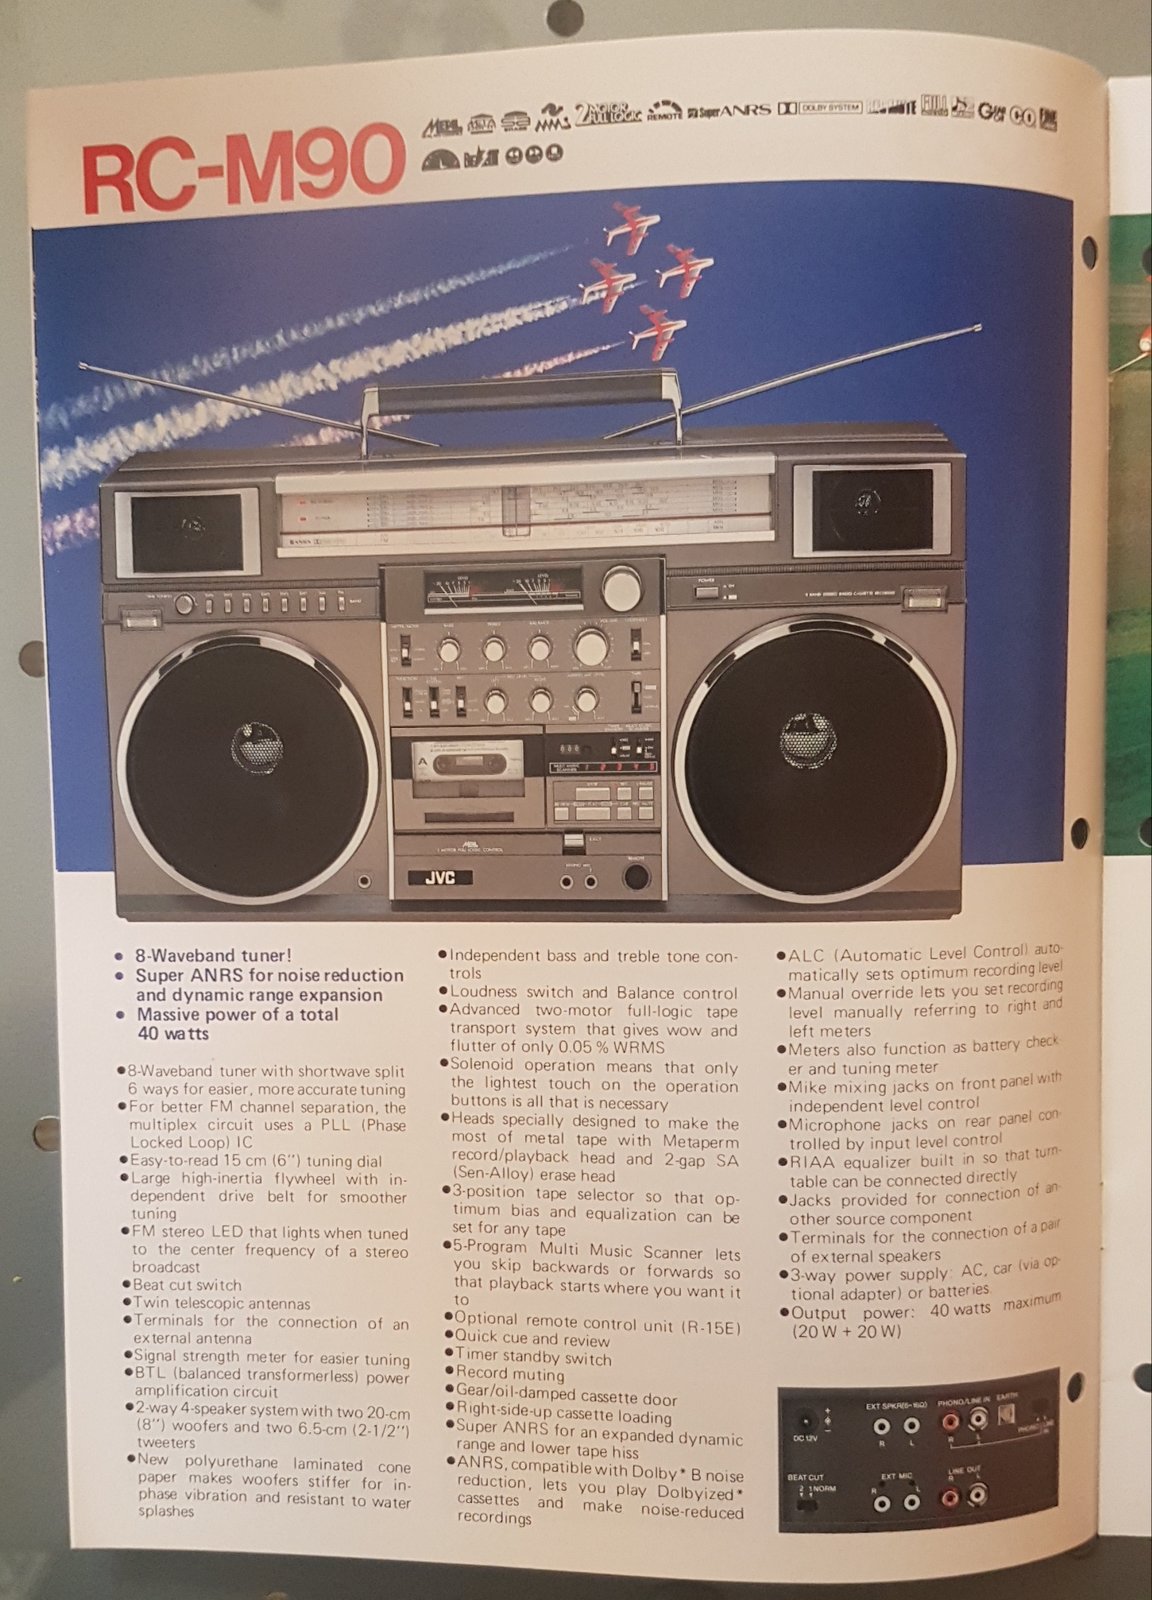 RC-M90
METAL
2 MOTOR
FULL LOGIC
REMOTE
Super ANRS
DOLBY SYSTEM
FULL
POWER
LEVEL
LEVEL
BASS
A
EJECT
REMOTE
JVC
• 8-Waveband tuner!
• Super ANRS for noise reduction
and dynamic range expansion
• Massive power of a total
40 watts
●8-Waveband tuner with shortwave split
6 ways for easier, more accurate tuning
●For better FM channel separation, the
multiplex circuit uses a PLL (Phase
Locked Loop) IC
●Easy-to-read 15 cm (6'') tuning dial
●Large high-inertia flywheel with in-
dependent drive belt for smoother
tuning
●FM stereo LED that lights when tuned
to the center frequency of a stereo
broadcast
●Beat cut switch
●Twin telescopic antennas
●Terminals for the connection of an
external antenna
●Signal strength meter for easier tuning
●BTL (balanced transformerless) power
amplification circuit
●2-way 4-speaker system with two 20-cm
(8'') woofers and two 6.5-cm (2-1/2'')
tweeters
●New polyurethane laminated cone
paper makes woofers stiffer for in-
phase vibration and resistant to water
splashes
●Independent bass and treble tone con-
trols
●Loudness switch and Balance control
●Advanced two-motor full-logic tape
transport system that gives wow and
flutter of only 0.05 % WRMS
●Solenoid operation means that only
the lightest touch on the operation
buttons is all that is necessary
●Heads specially designed to make the
most of metal tape with Metaperm
record/playback head and 2-gap SA
(Sen-Alloy) erase head
●3-position tape selector so that op-
timum bias and equalization can be
set for any tape
●5-Program Multi Music Scanner lets
you skip backwards or forwards so
that playback starts where you want it
to
●Optional remote control unit (R-15E)
●Quick cue and review
●Timer standby switch
●Record muting
●Gear/oil-damped cassette door
●Right-side-up cassette loading
●Super ANRS for an expanded dynamic
range and lower tape hiss
●ANRS, compatible with Dolby* B noise
reduction, lets you play Dolbyized*
cassettes and make noise-reduced
recordings
●ALC (Automatic Level Control) auto-
matically sets optimum recording level
●Manual override lets you set recording
level manually referring to right and
left meters
●Meters also function as battery check-
er and tuning meter
●Mike mixing jacks on front panel with
independent level control
●Microphone jacks on rear panel con-
trolled by input level control
●RIAA equalizer built in so that turn-
table can be connected directly
●Jacks provided for connection of an-
other source component
●Terminals for the connection of a pair
of external speakers
●3-way power supply: AC, car (via op-
tional adapter) or batteries.
●Output power: 40 watts maximum
(20 W + 20 W)
EXT SPKR(8~16Ω) PHONO/LINE IN EARTH
DC 12V
R L R L
BEAT CUT
2 1 NORM
EXT MIC
R L
LINE OUT
R L